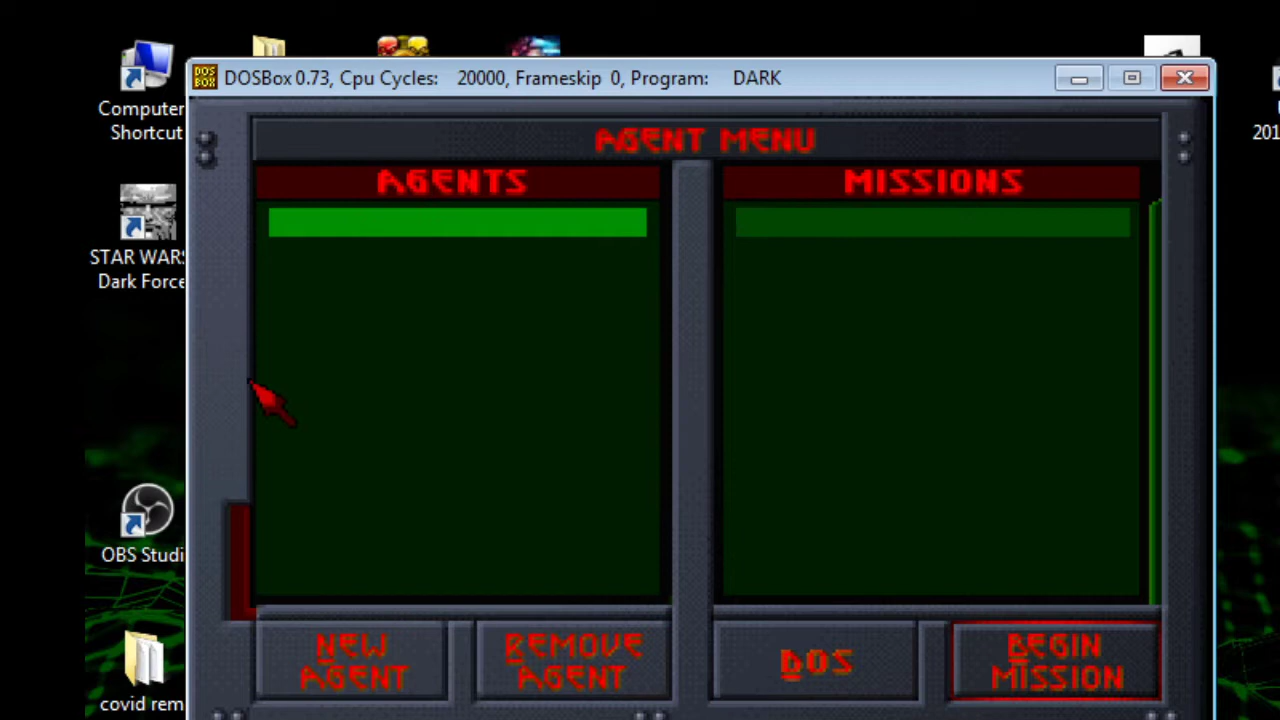 DOSBox 0.73, Cpu Cycles: 20000, Frameskip 0, Program: DARK
Computer
Shortcut
STAR WARS
Dark Force
OBS Studi
covid rem
201
AGENT MENU
AGENTS
MISSIONS
NEW
AGENT
REMOVE
AGENT
DOS
BEGIN
MISSION